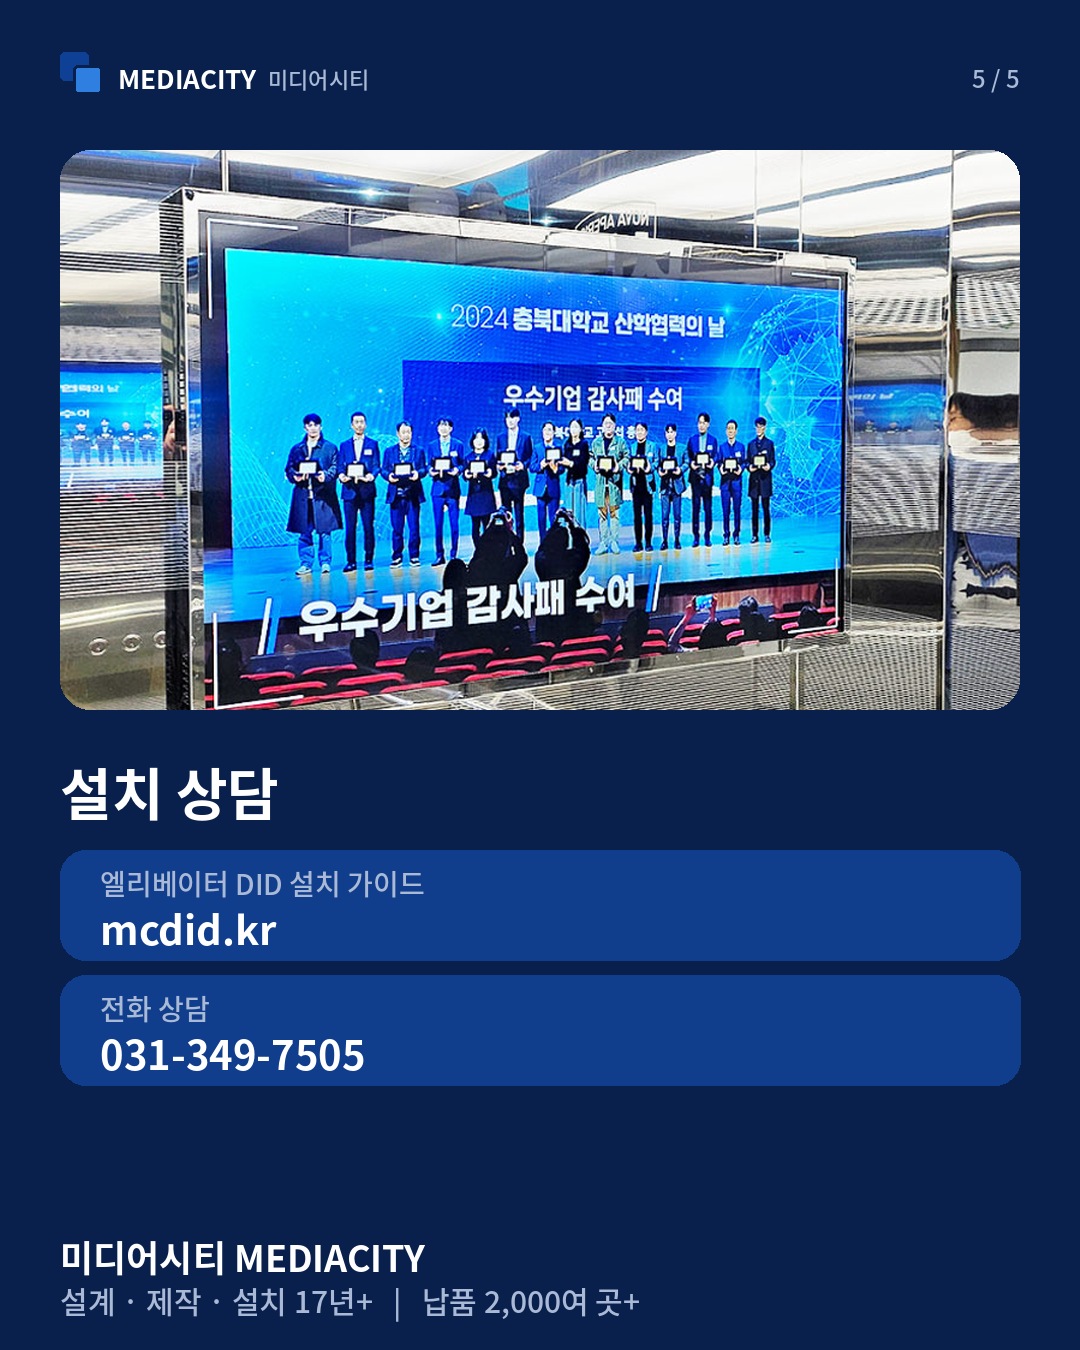 MEDIACITY 미디어시티
5 / 5
2024 충북대학교 산학협력의 날
우수기업 감사패 수여
우수기업 감사패 수여
설치 상담
엘리베이터 DID 설치 가이드
mcdid.kr
전화 상담
031-349-7505
미디어시티 MEDIACITY
설계 · 제작 · 설치 17년+ | 납품 2,000여 곳+